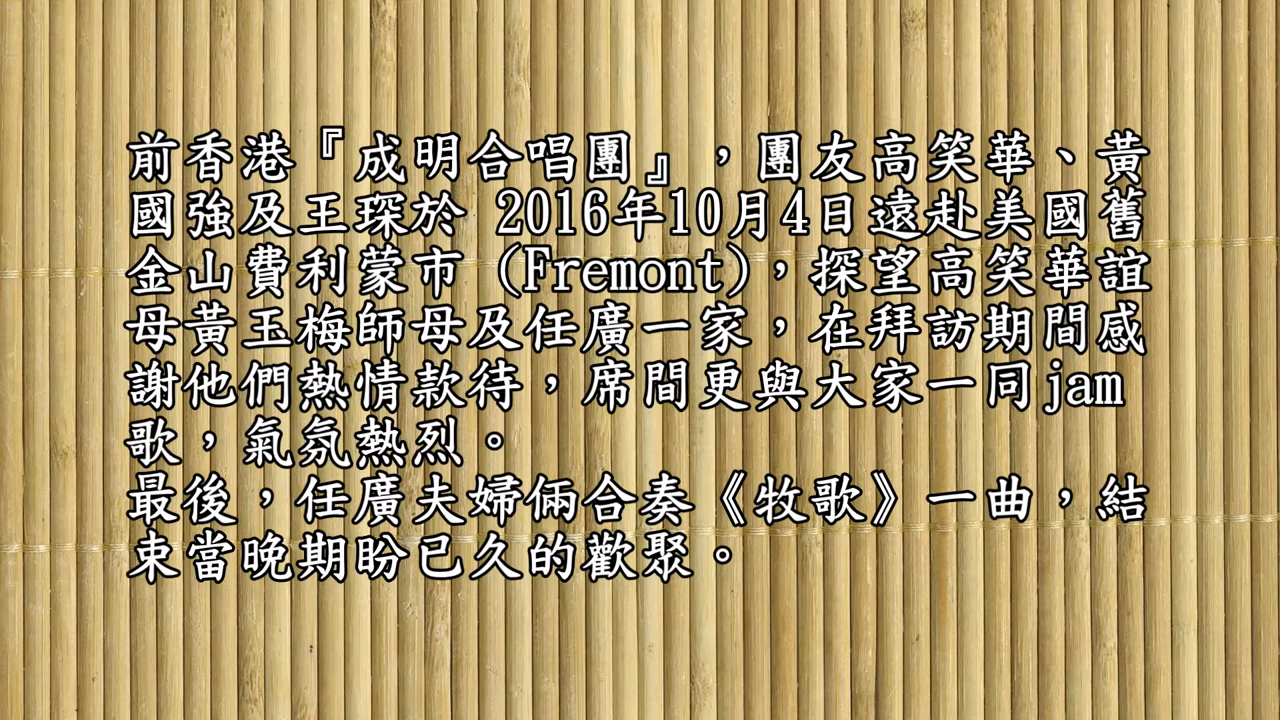 前香港『成明合唱團』，團友高笑華、黃
國強及王琛於 2016年10月4日遠赴美國舊
金山費利蒙市 (Fremont)，探望高笑華誼
母黃玉梅師母及任廣一家，在拜訪期間感
謝他們熱情款待，席間更與大家一同jam
歌，氣氛熱烈。
最後，任廣夫婦倆合奏《牧歌》一曲，結
束當晚期盼已久的歡聚。